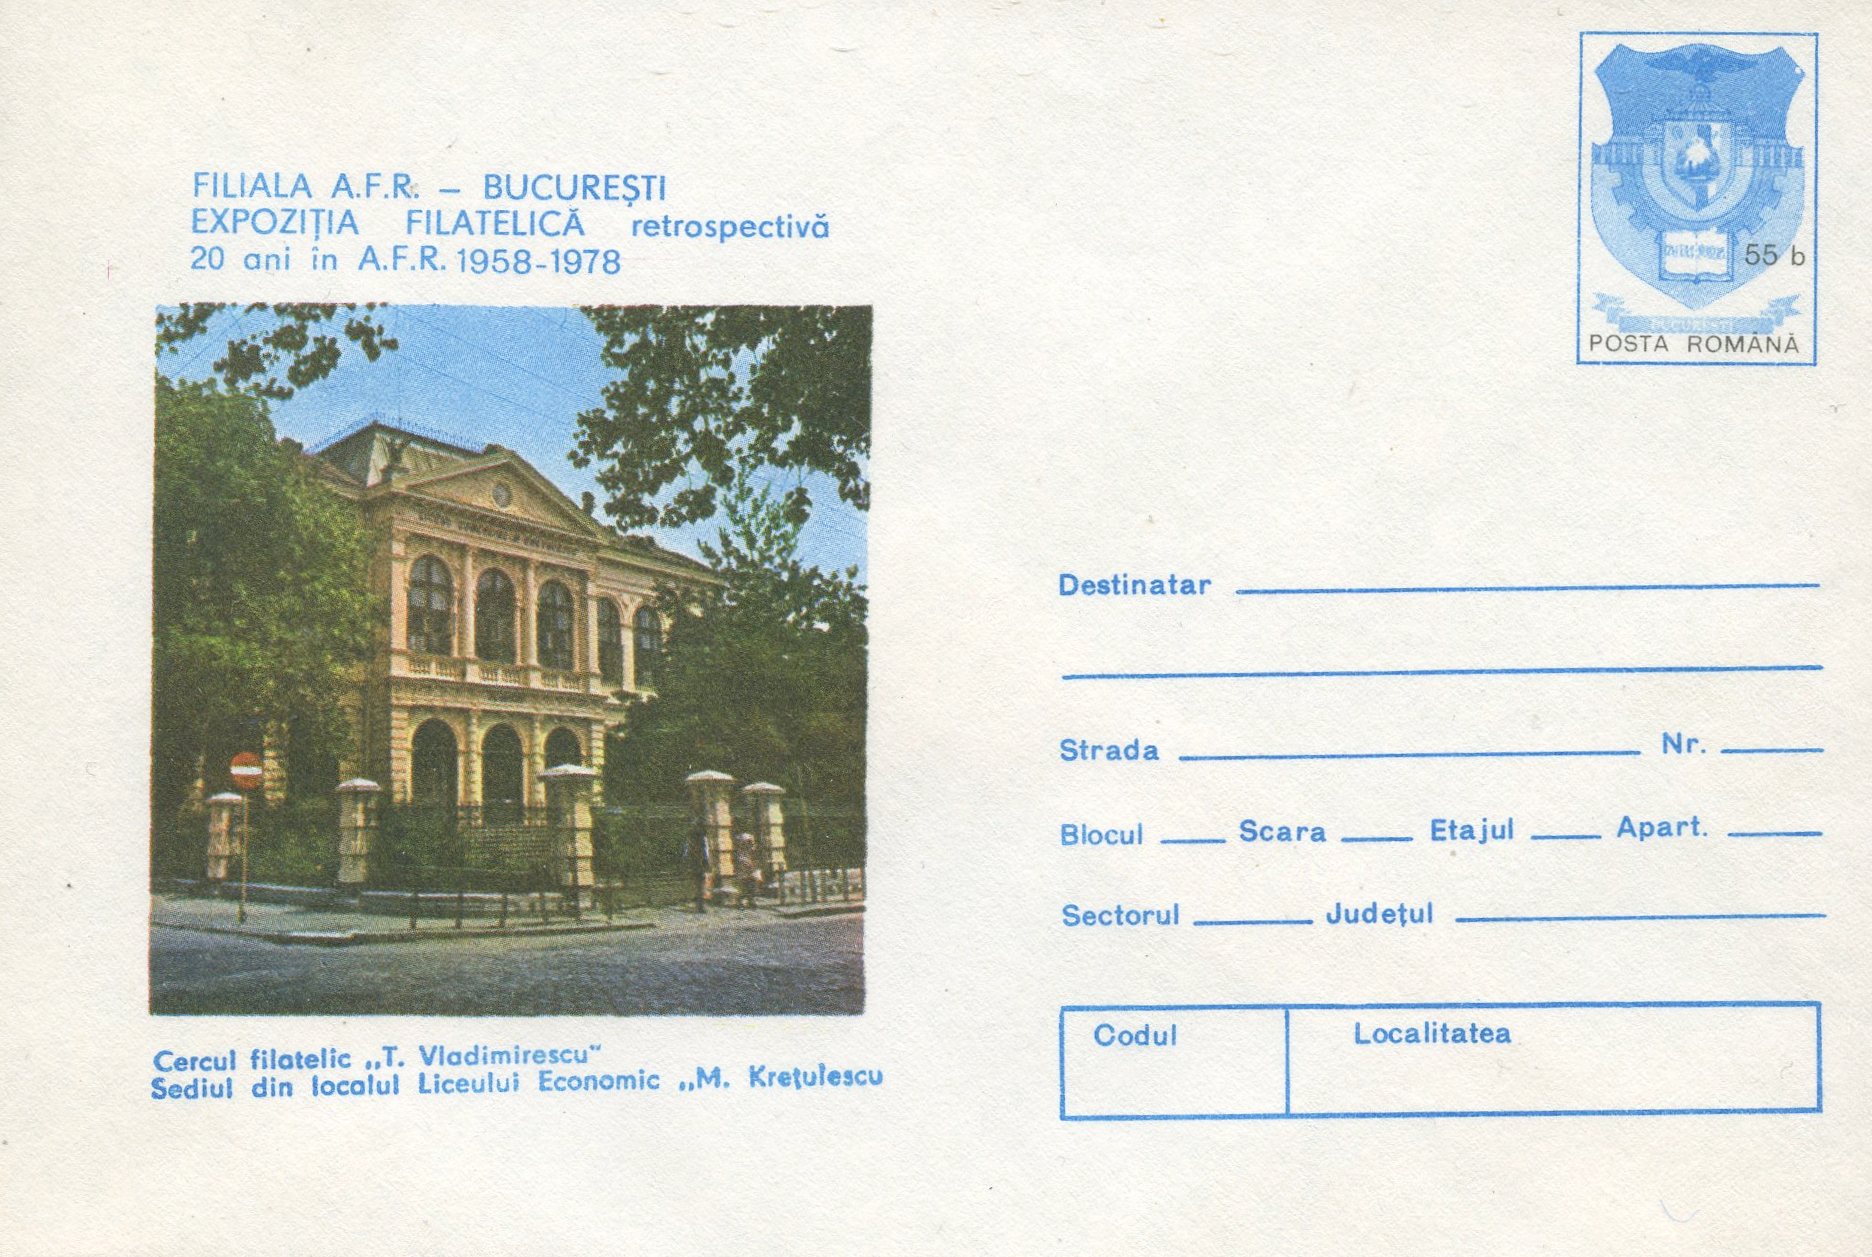 FILIALA A.F.R. – BUCUREȘTI
EXPOZIȚIA FILATELICĂ retrospectivă
20 ani în A.F.R. 1958-1978
55 b
BUCUREȘTI
POSTA ROMÂNĂ
Destinatar
Strada Nr.
Blocul Scara Etajul Apart.
Sectorul Județul
Codul Localitatea
Cercul filatelic „T. Vladimirescu”
Sediul din localul Liceului Economic „M. Krețulescu